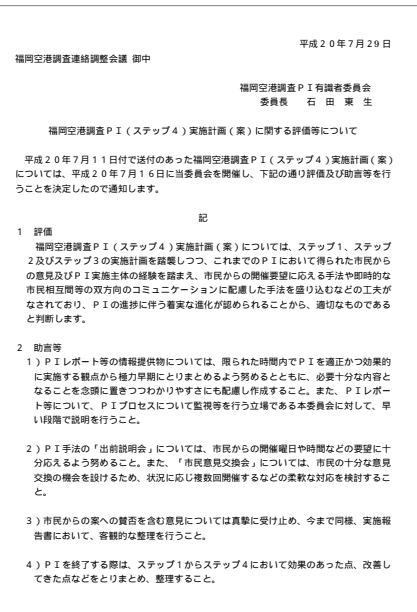 平成２０年７月２９日
福岡空港調査連絡調整会議 御中
福岡空港調査ＰＩ有識者委員会
委員長　石　田　東　生
福岡空港調査ＰＩ（ステップ４）実施計画（案）に関する評価等について
平成２０年７月１１日付で送付のあった福岡空港調査ＰＩ（ステップ４）実施計画（案）
については、平成２０年７月１６日に当委員会を開催し、下記の通り評価及び助言等を行
うことを決定したので通知します。
記
１　評価
福岡空港調査ＰＩ（ステップ４）実施計画（案）については、ステップ１、ステップ
２及びステップ３の実施計画を踏襲しつつ、これまでのＰＩにおいて得られた市民から
の意見及びＰＩ実施主体の経験を踏まえ、市民からの開催要望に応える手法や即時的な
市民相互間等の双方向のコミュニケーションに配慮した手法を盛り込むなどの工夫が
なされており、ＰＩの進捗に伴う着実な進化が認められることから、適切なものである
と判断します。
２　助言等
１）ＰＩレポート等の情報提供物については、限られた時間内でＰＩを適正かつ効果的
に実施する観点から極力早期にとりまとめるよう努めるとともに、必要十分な内容と
なることを念頭に置きつつわかりやすさにも配慮し作成すること。また、ＰＩレポー
ト等について、ＰＩプロセスについて監視等を行う立場である本委員会に対して、早
い段階で説明を行うこと。
２）ＰＩ手法の「出前説明会」については、市民からの開催曜日や時間などの要望に十
分応えるよう努めること。また、「市民意見交換会」については、市民の十分な意見
交換の機会を設けるため、状況に応じ複数回開催するなどの柔軟な対応を検討するこ
と。
３）市民からの案への賛否を含む意見については真摯に受け止め、今まで同様、実施報
告書において、客観的な整理を行うこと。
４）ＰＩを終了する際は、ステップ１からステップ４において効果のあった点、改善し
てきた点などをとりまとめ、整理すること。